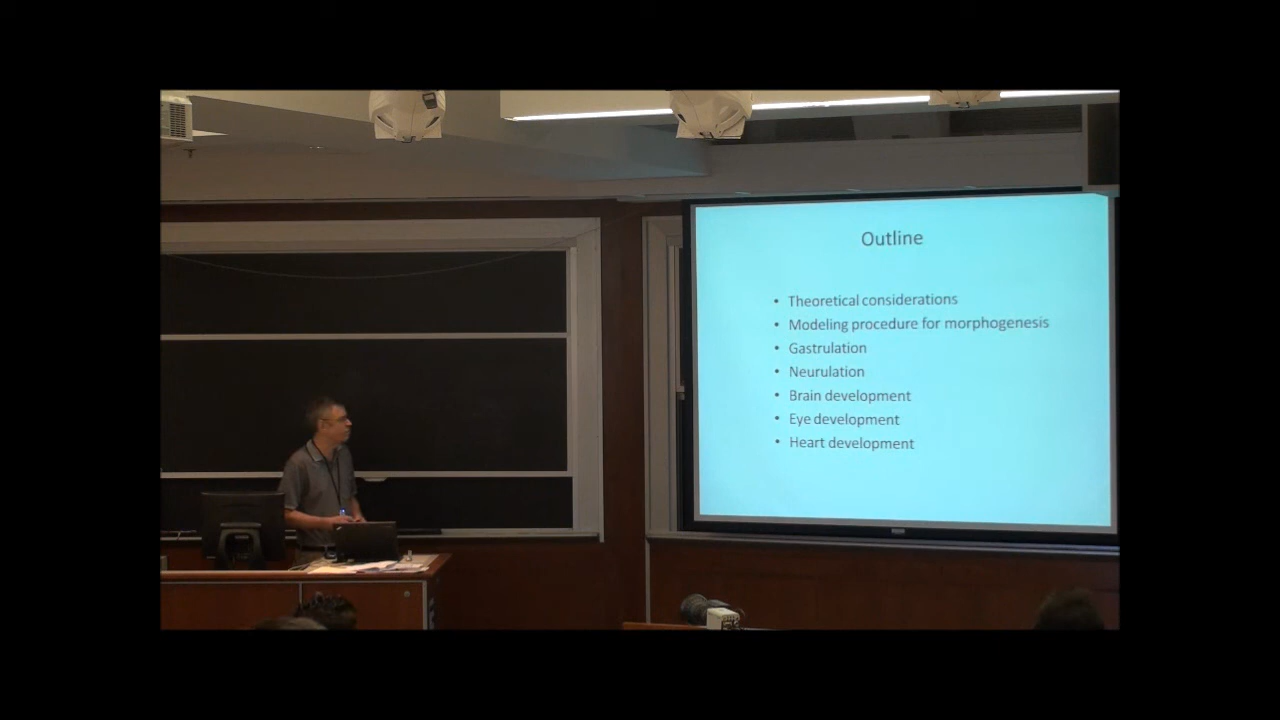 Outline
• Theoretical considerations
• Modeling procedure for morphogenesis
• Gastrulation
• Neurulation
• Brain development
• Eye development
• Heart development